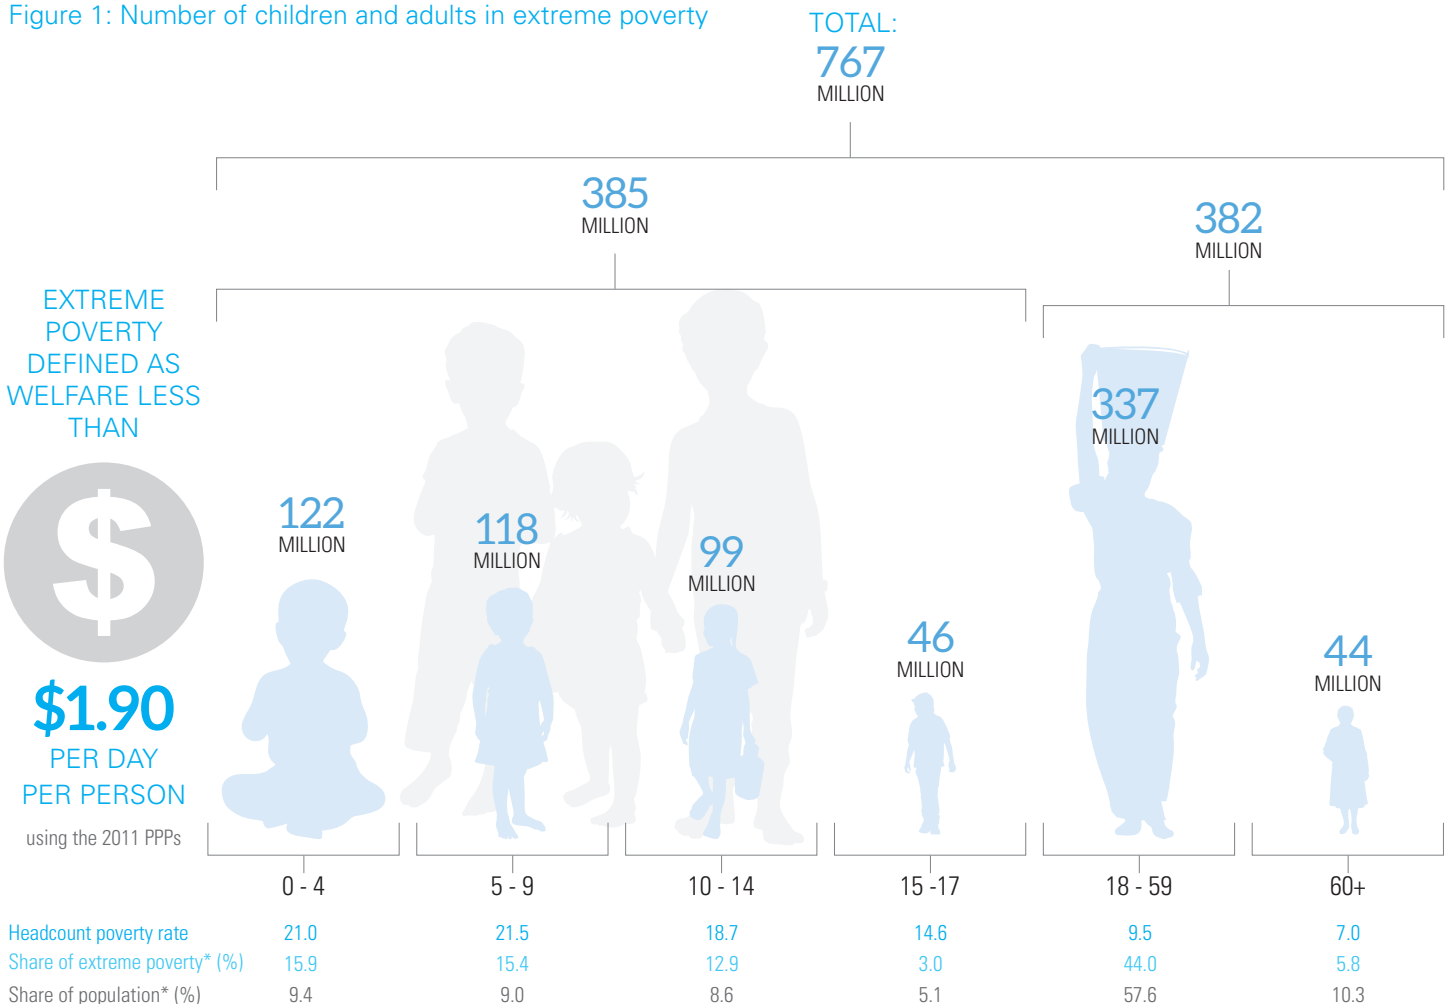 Figure 1: Number of children and adults in extreme poverty
TOTAL:
767
MILLION
385
MILLION
382
MILLION
EXTREME
POVERTY
DEFINED AS
WELFARE LESS
THAN
$
$1.90
PER DAY
PER PERSON
using the 2011 PPPs
122
MILLION
118
MILLION
99
MILLION
46
MILLION
337
MILLION
44
MILLION
0 - 4 5 - 9 10 - 14 15 -17 18 - 59 60+
Headcount poverty rate 21.0 21.5 18.7 14.6 9.5 7.0
Share of extreme poverty* (%) 15.9 15.4 12.9 3.0 44.0 5.8
Share of population* (%) 9.4 9.0 8.6 5.1 57.6 10.3